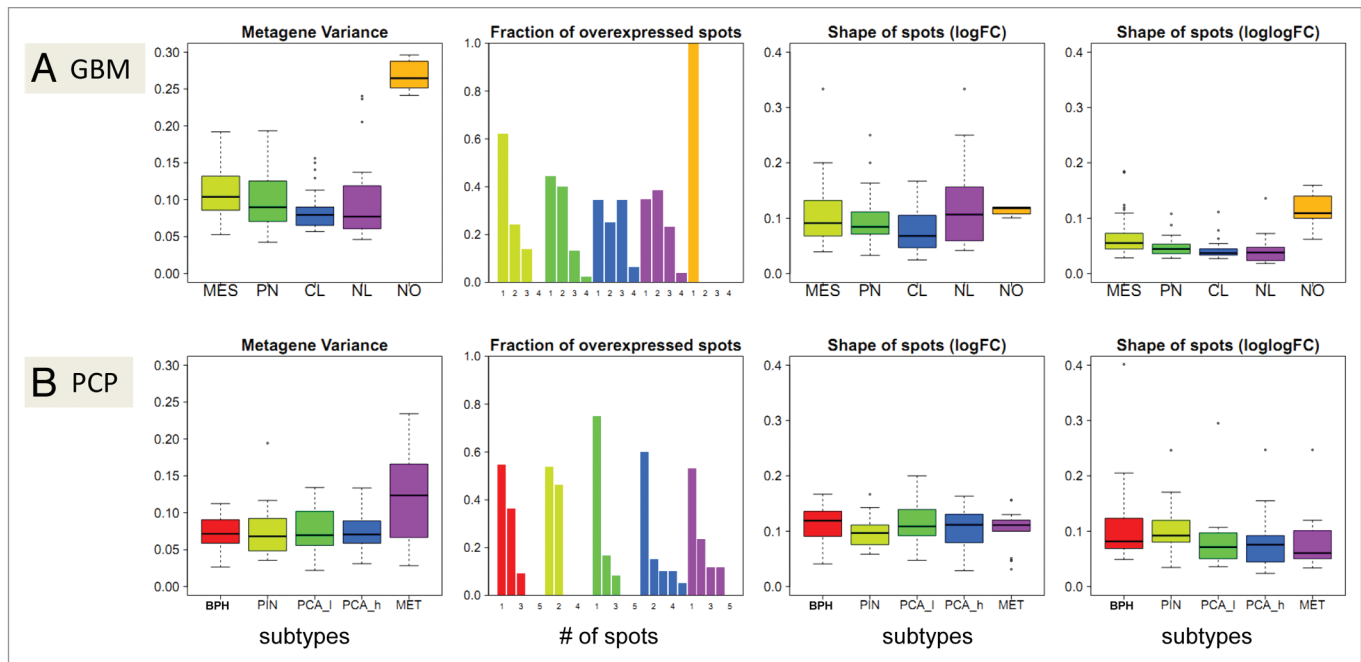 A GBM
Metagene Variance
0.30
0.25
0.20
0.15
0.10
0.05
0.00
MES PN CL NL NO
Fraction of overexpressed spots
1.0
0.8
0.6
0.4
0.2
0.0
1 2 3 4 1 2 3 4 1 2 3 4 1 2 3 4 1 2 3 4
Shape of spots (logFC)
0.4
0.3
0.2
0.1
0.0
MES PN CL NL NO
Shape of spots (loglogFC)
0.4
0.3
0.2
0.1
0.0
MES PN CL NL NO
B PCP
Metagene Variance
0.30
0.25
0.20
0.15
0.10
0.05
0.00
BPH PIN PCA_l PCA_h MET
subtypes
Fraction of overexpressed spots
1.0
0.8
0.6
0.4
0.2
0.0
1 3 5 2 4 1 3 5 2 4 1 3 5
# of spots
Shape of spots (logFC)
0.4
0.3
0.2
0.1
0.0
BPH PIN PCA_l PCA_h MET
subtypes
Shape of spots (loglogFC)
0.4
0.3
0.2
0.1
0.0
BPH PIN PCA_l PCA_h MET
subtypes